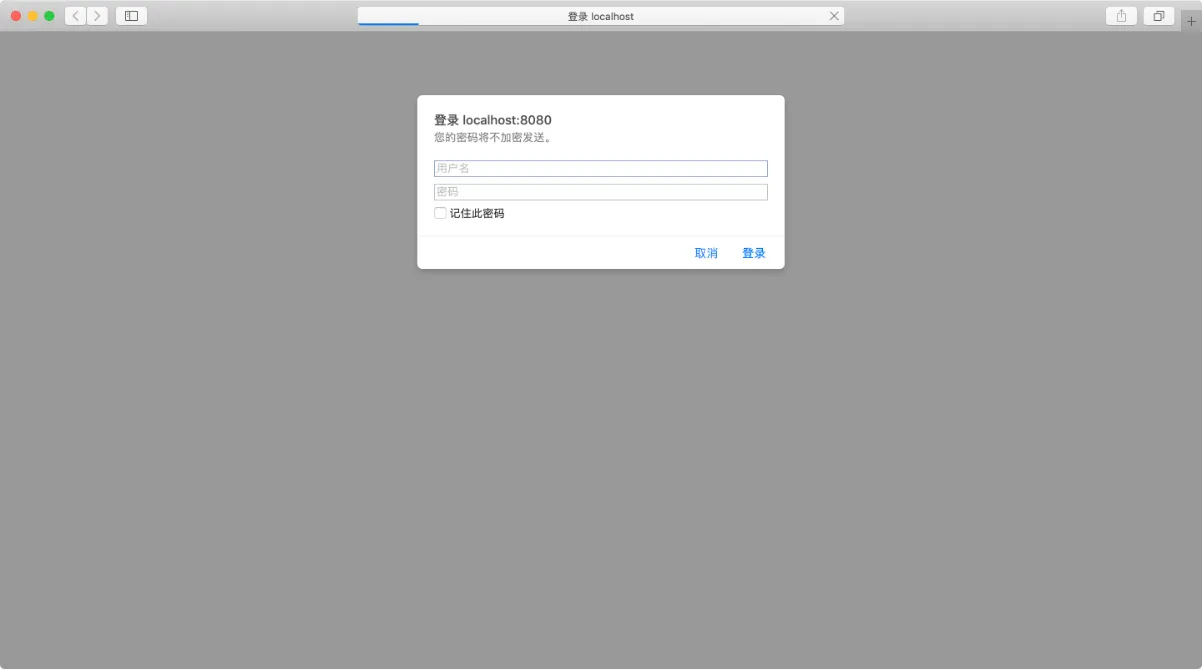 登录 localhost
登录 localhost:8080
您的密码将不加密发送。
用户名
密码
记住此密码
取消 登录